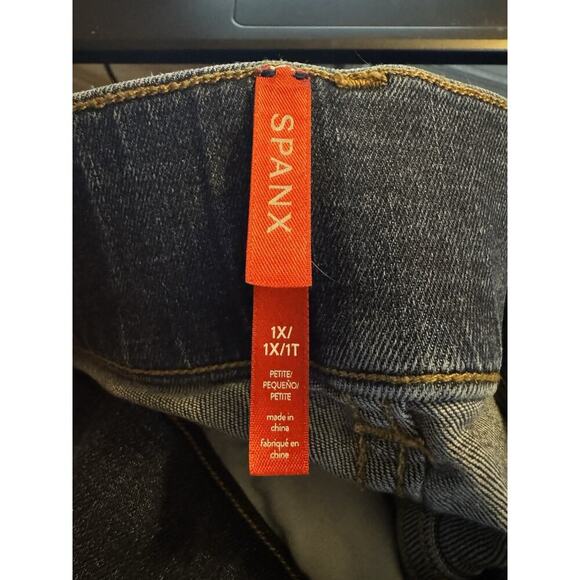 SPANX
1X/
1X/1T
PETITE/
PEQUEÑO/
PETITE
made in
china
fabriqué en
chine